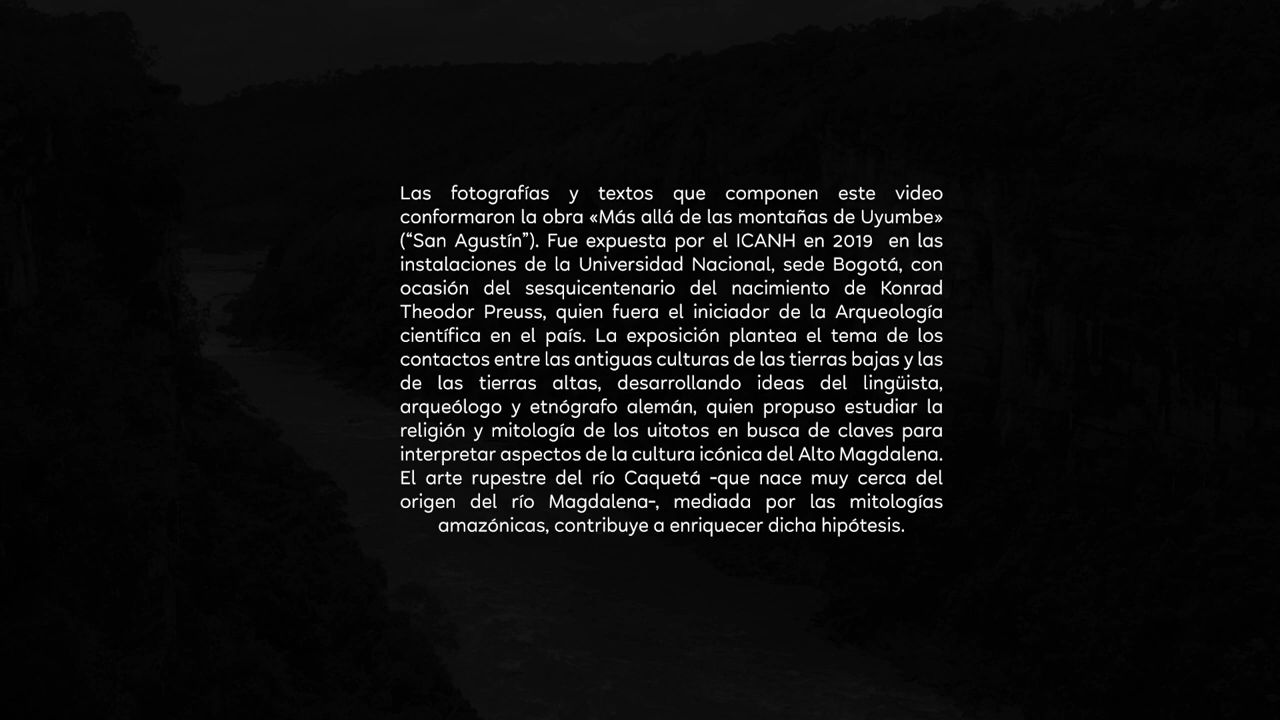 Las fotografías y textos que componen este video
conformaron la obra «Más allá de las montañas de Uyumbe»
(“San Agustín”). Fue expuesta por el ICANH en 2019 en las
instalaciones de la Universidad Nacional, sede Bogotá, con
ocasión del sesquicentenario del nacimiento de Konrad
Theodor Preuss, quien fuera el iniciador de la Arqueología
científica en el país. La exposición plantea el tema de los
contactos entre las antiguas culturas de las tierras bajas y las
de las tierras altas, desarrollando ideas del lingüista,
arqueólogo y etnógrafo alemán, quien propuso estudiar la
religión y mitología de los uitotos en busca de claves para
interpretar aspectos de la cultura icónica del Alto Magdalena.
El arte rupestre del río Caquetá -que nace muy cerca del
origen del río Magdalena-, mediada por las mitologías
amazónicas, contribuye a enriquecer dicha hipótesis.